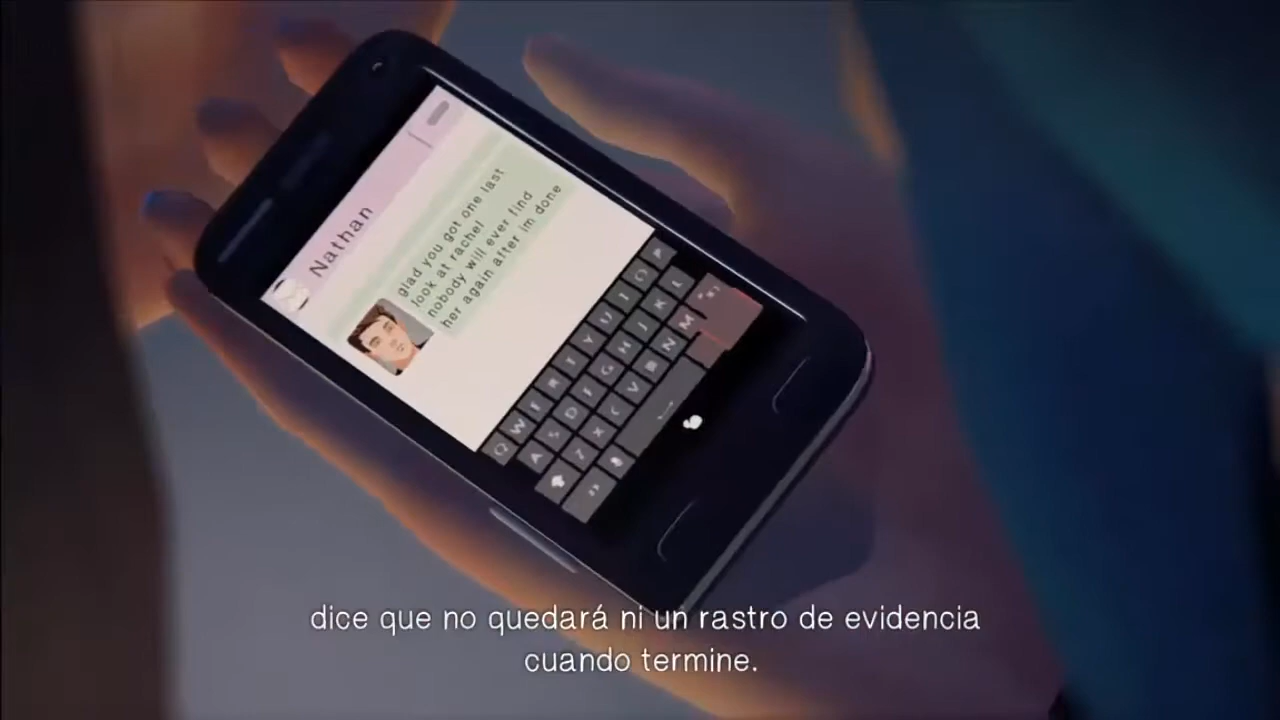 Nathan
glad you got one last
look at rachel
nobody will ever find
her again after im done
Q W E R T Y U I O P
A S D F G H J K L
Z X C V B N M
dice que no quedará ni un rastro de evidencia
cuando termine.